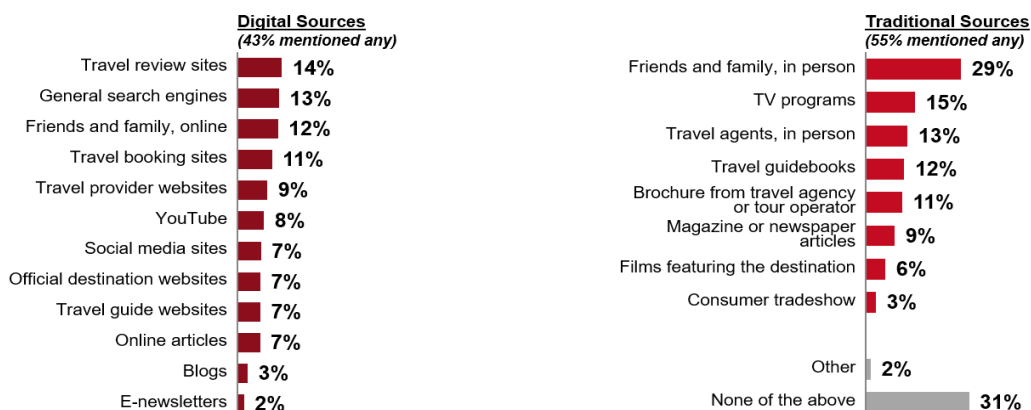 Digital Sources
(43% mentioned any)
Travel review sites 14%
General search engines 13%
Friends and family, online 12%
Travel booking sites 11%
Travel provider websites 9%
YouTube 8%
Social media sites 7%
Official destination websites 7%
Travel guide websites 7%
Online articles 7%
Blogs 3%
E-newsletters 2%
Traditional Sources
(55% mentioned any)
Friends and family, in person 29%
TV programs 15%
Travel agents, in person 13%
Travel guidebooks 12%
Brochure from travel agency
or tour operator 11%
Magazine or newspaper
articles 9%
Films featuring the destination 6%
Consumer tradeshow 3%
Other 2%
None of the above 31%